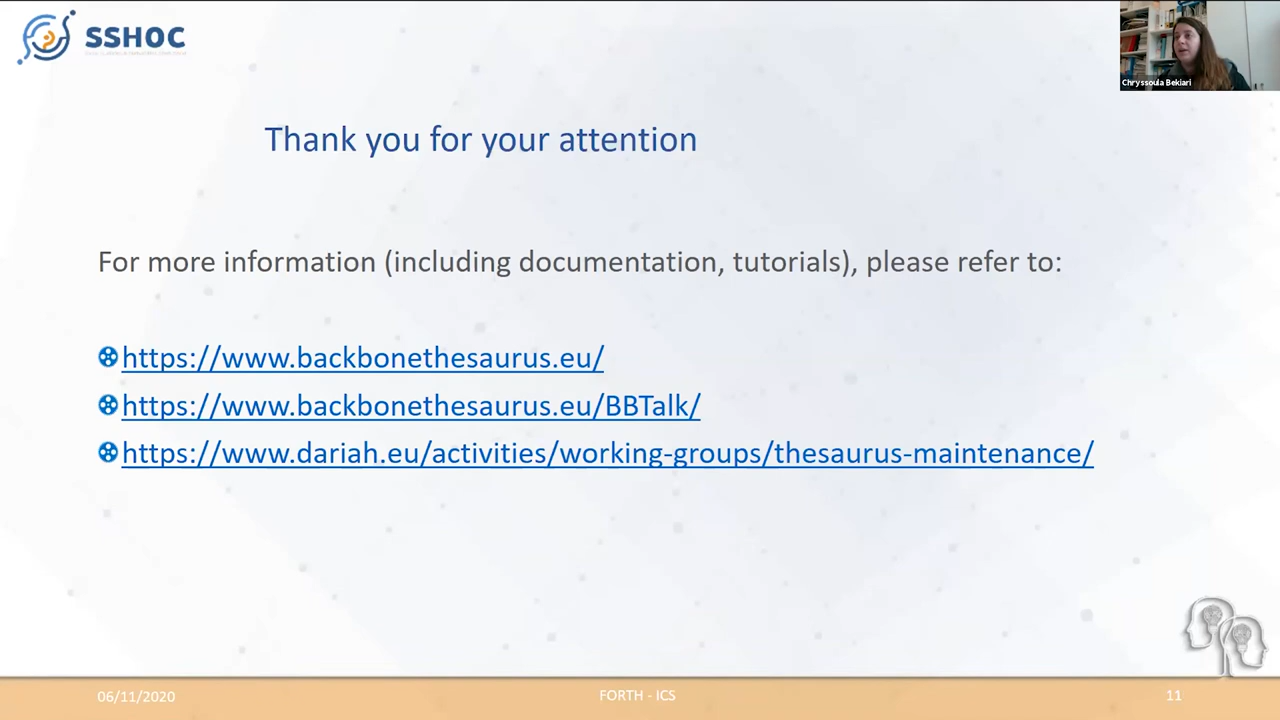 SSHOC
Chryssoula Bekiari
Thank you for your attention
For more information (including documentation, tutorials), please refer to:
https://www.backbonethesaurus.eu/
https://www.backbonethesaurus.eu/BBTalk/
https://www.dariah.eu/activities/working-groups/thesaurus-maintenance/
06/11/2020
FORTH - ICS
11